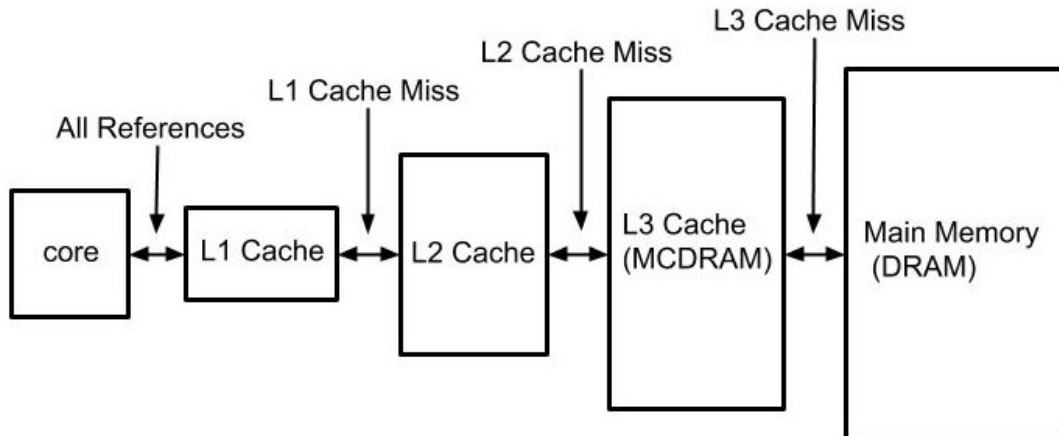 L3 Cache Miss
L2 Cache Miss
L1 Cache Miss
All References
core
L1 Cache
L2 Cache
L3 Cache
(MCDRAM)
Main Memory
(DRAM)